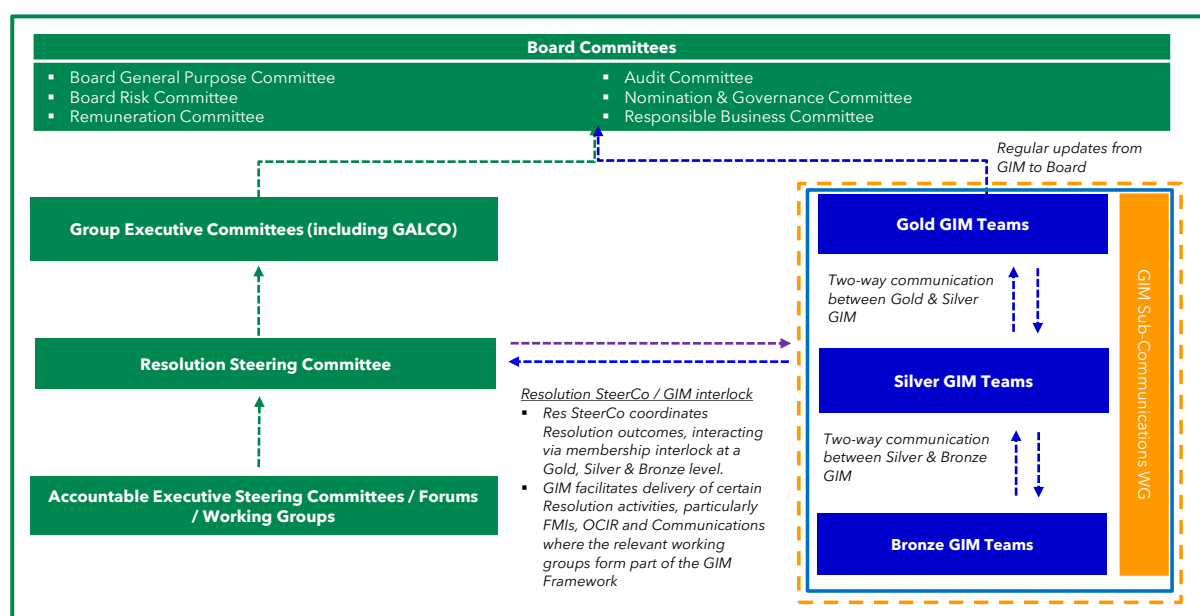 Board Committees
▪ Board General Purpose Committee
▪ Board Risk Committee
▪ Remuneration Committee
▪ Audit Committee
▪ Nomination & Governance Committee
▪ Responsible Business Committee
Regular updates from
GIM to Board
Group Executive Committees (including GALCO)
Gold GIM Teams
Two-way communication
between Gold & Silver
GIM
GIM Sub-Communications WG
Resolution Steering Committee
Silver GIM Teams
Resolution SteerCo / GIM interlock
▪ Res SteerCo coordinates
Resolution outcomes, interacting
via membership interlock at a
Gold, Silver & Bronze level.
▪ GIM facilitates delivery of certain
Resolution activities, particularly
FMIs, OCIR and Communications
where the relevant working
groups form part of the GIM
Framework
Two-way communication
between Silver & Bronze
GIM
Accountable Executive Steering Committees / Forums
/ Working Groups
Bronze GIM Teams